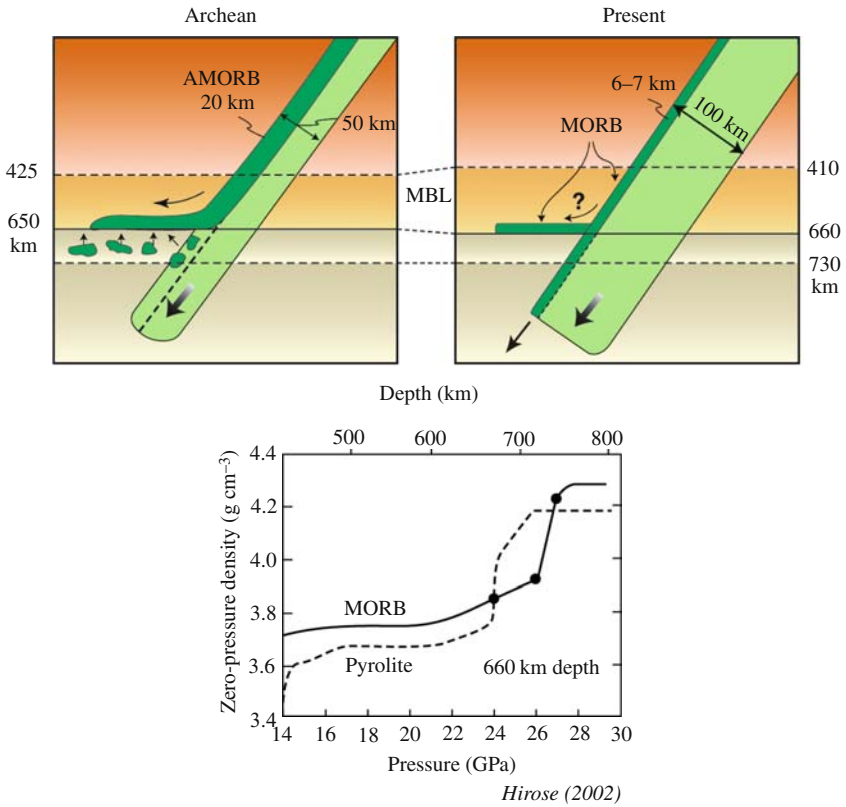 Archean
Present
AMORB
20 km
50 km
6–7 km
MORB
100 km
425
650
km
MBL
?
410
660
730
km
Depth (km)
500 600 700 800
Zero-pressure density (g cm–3)
4.4
4.2
4.0
3.8
3.6
3.4
MORB
Pyrolite
660 km depth
14 16 18 20 22 24 26 28 30
Pressure (GPa)
Hirose (2002)